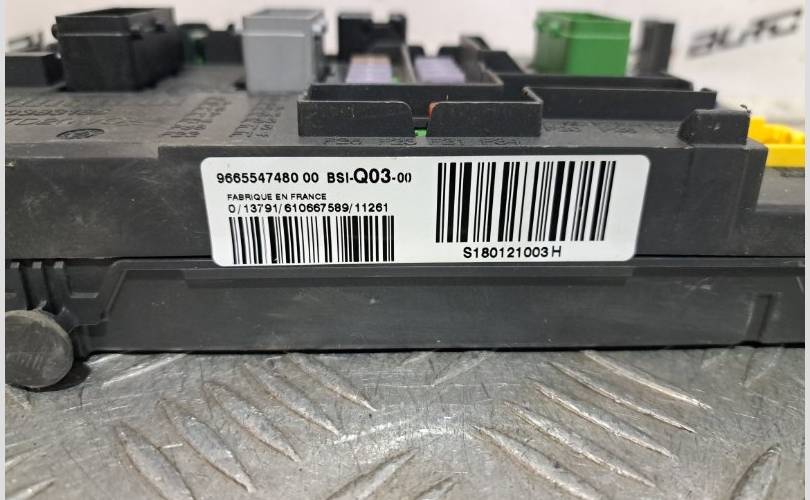 9665547480 00 BSI-Q03-00
FABRIQUE EN FRANCE
0/13791/610667589/11261
S180121003H